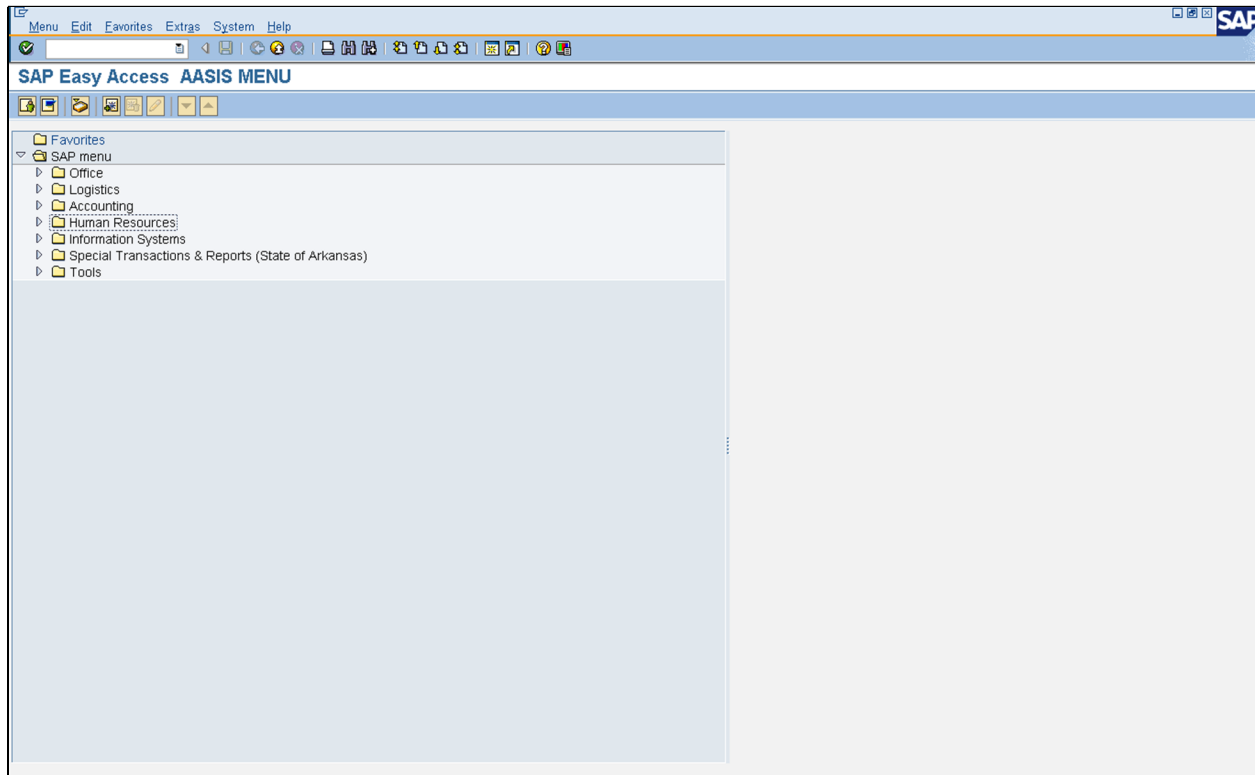 Menu Edit Favorites Extras System Help
SAP
SAP Easy Access AASIS MENU
Favorites
SAP menu
Office
Logistics
Accounting
Human Resources
Information Systems
Special Transactions & Reports (State of Arkansas)
Tools